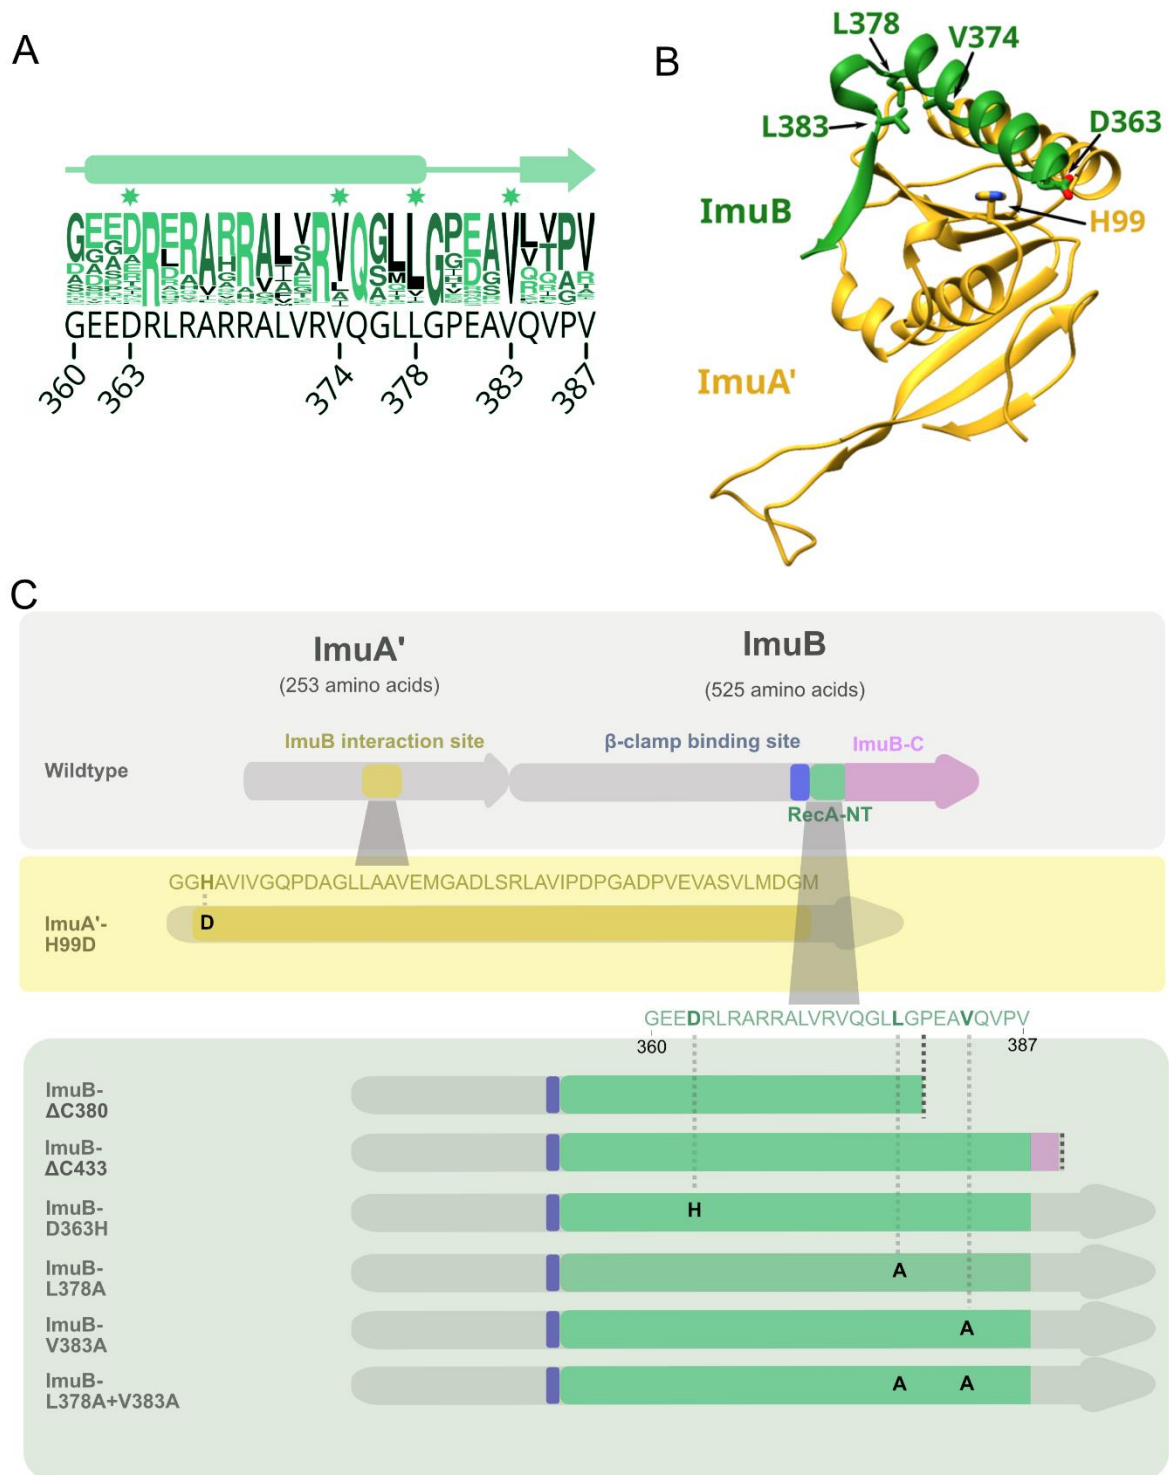 A
GEEDRLRARRALVRVQGLLGPEAVQVPV
360
363
374
378
383
387
B
L378
V374
L383
D363
ImuB
H99
ImuA'
C
ImuA'
ImuB
(253 amino acids)
(525 amino acids)
ImuB interaction site
β-clamp binding site
ImuB-C
Wildtype
RecA-NT
GGHAVIVGQPDAGLLAAVEMGADLSRLAVIPDPGADPVEVASVLMDGM
ImuA'-
H99D
D
GEEDRLRARRALVRVQGLLGPEAVQVPV
360
387
ImuB-
ΔC380
ImuB-
ΔC433
ImuB-
D363H
H
ImuB-
L378A
A
ImuB-
V383A
A
ImuB-
L378A+V383A
A A